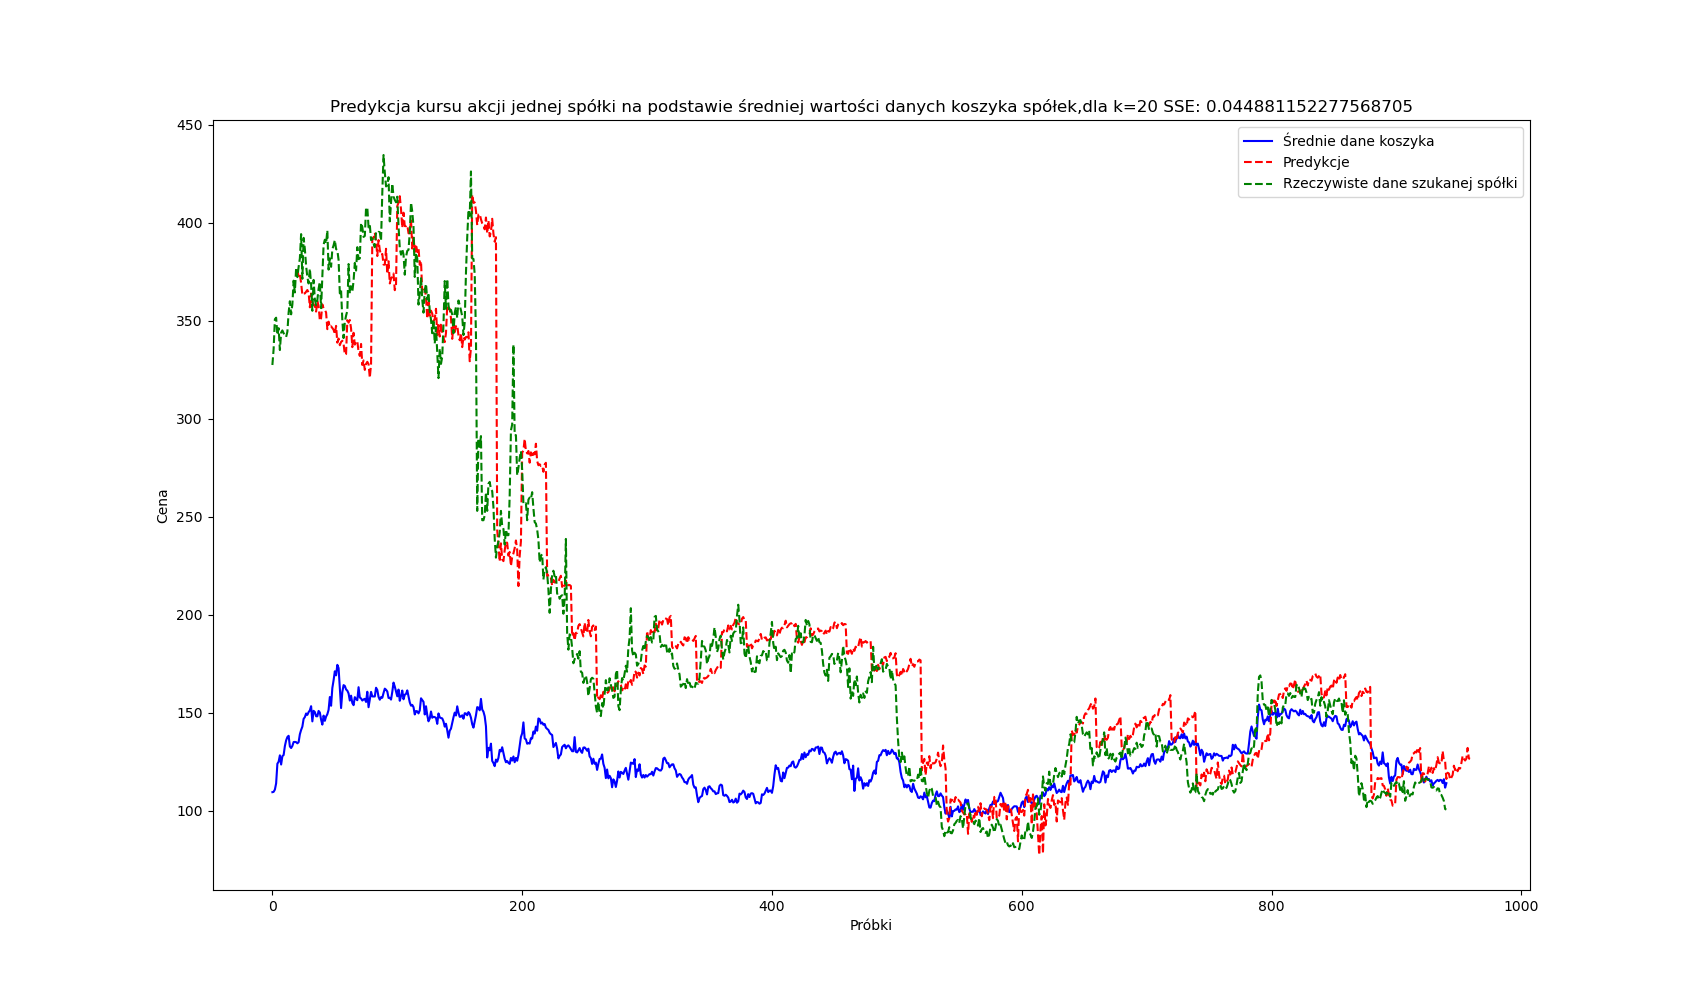 Predykcja kursu akcji jednej spółki na podstawie średniej wartości danych koszyka spółek,dla k=20 SSE: 0.044881152277568705
450
400
350
300
250
200
150
100
Cena
Średnie dane koszyka
Predykcje
Rzeczywiste dane szukanej spółki
0 200 400 600 800 1000
Próbki